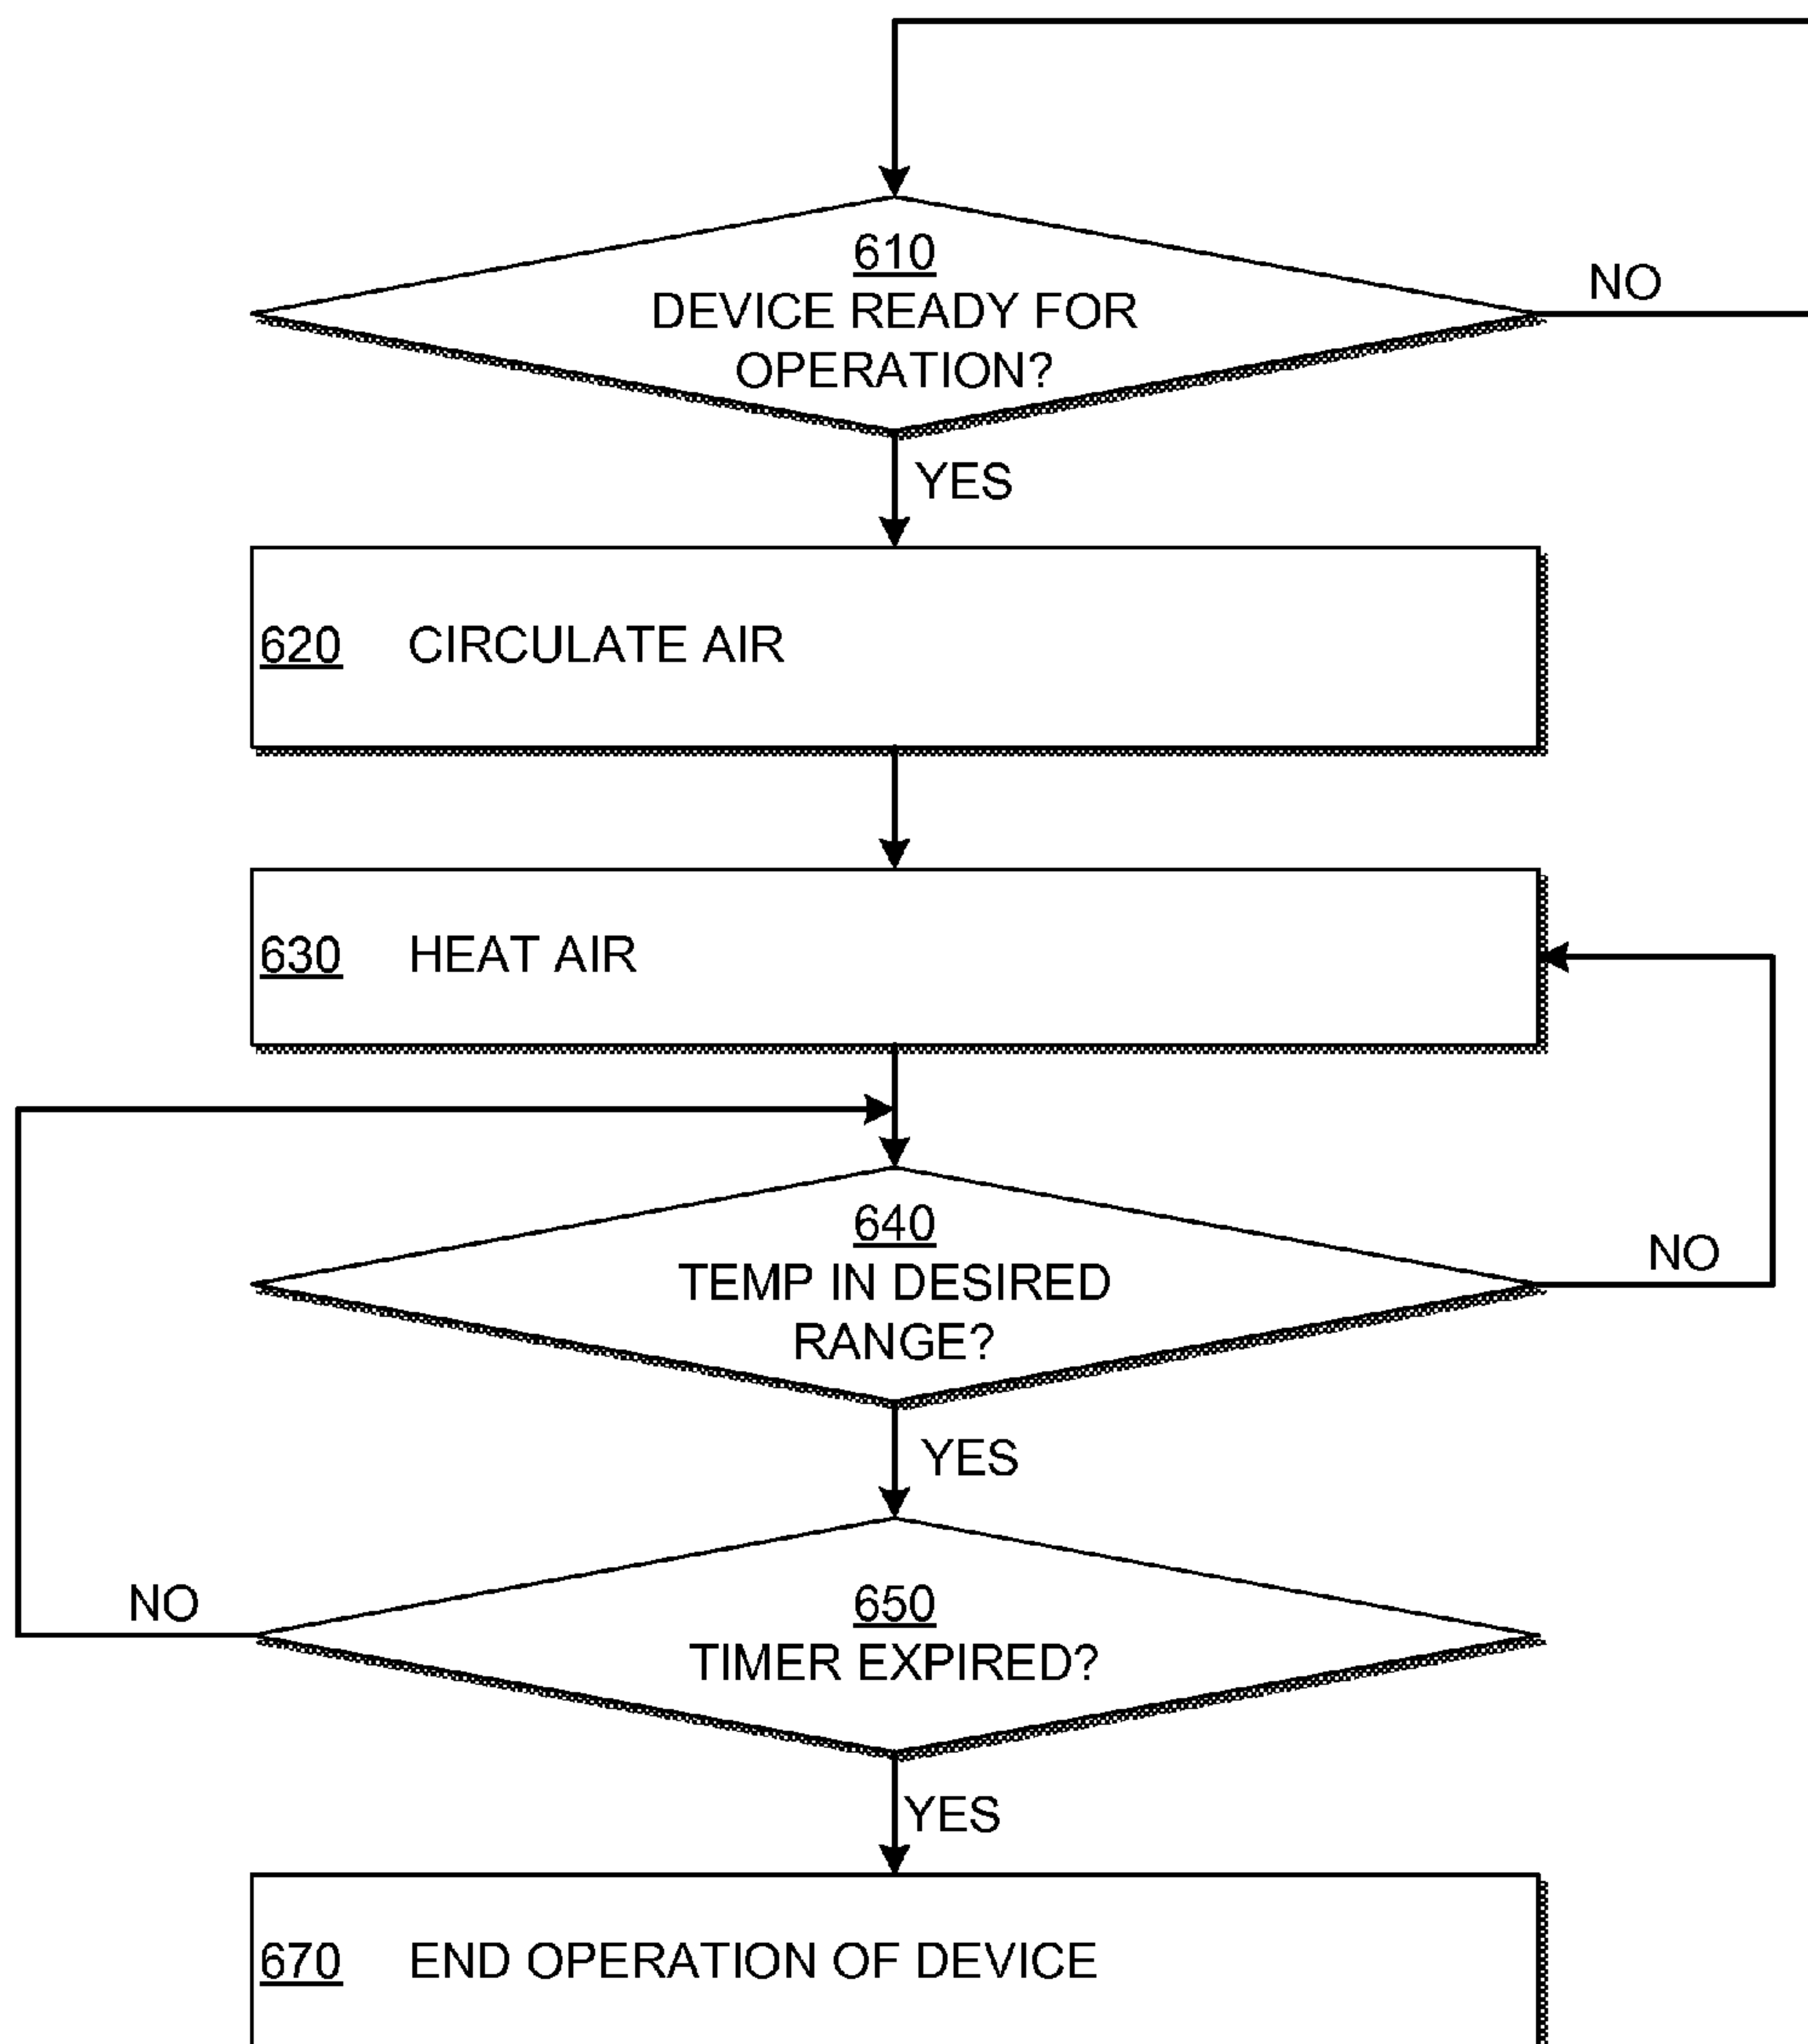 610
DEVICE READY FOR
OPERATION?
NO
YES
620 CIRCULATE AIR
630 HEAT AIR
640
TEMP IN DESIRED
RANGE?
NO
YES
650
TIMER EXPIRED?
NO
YES
670 END OPERATION OF DEVICE